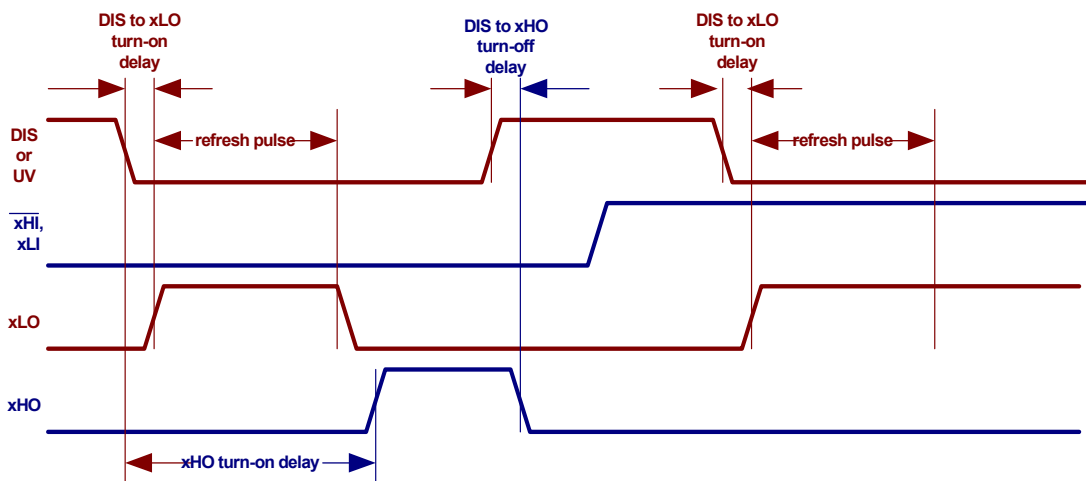 DIS to xLO
turn-on
delay
DIS to xHO
turn-off
delay
DIS to xLO
turn-on
delay
DIS
or
UV
refresh pulse
refresh pulse
xHI,
xLI
xLO
xHO
xHO turn-on delay